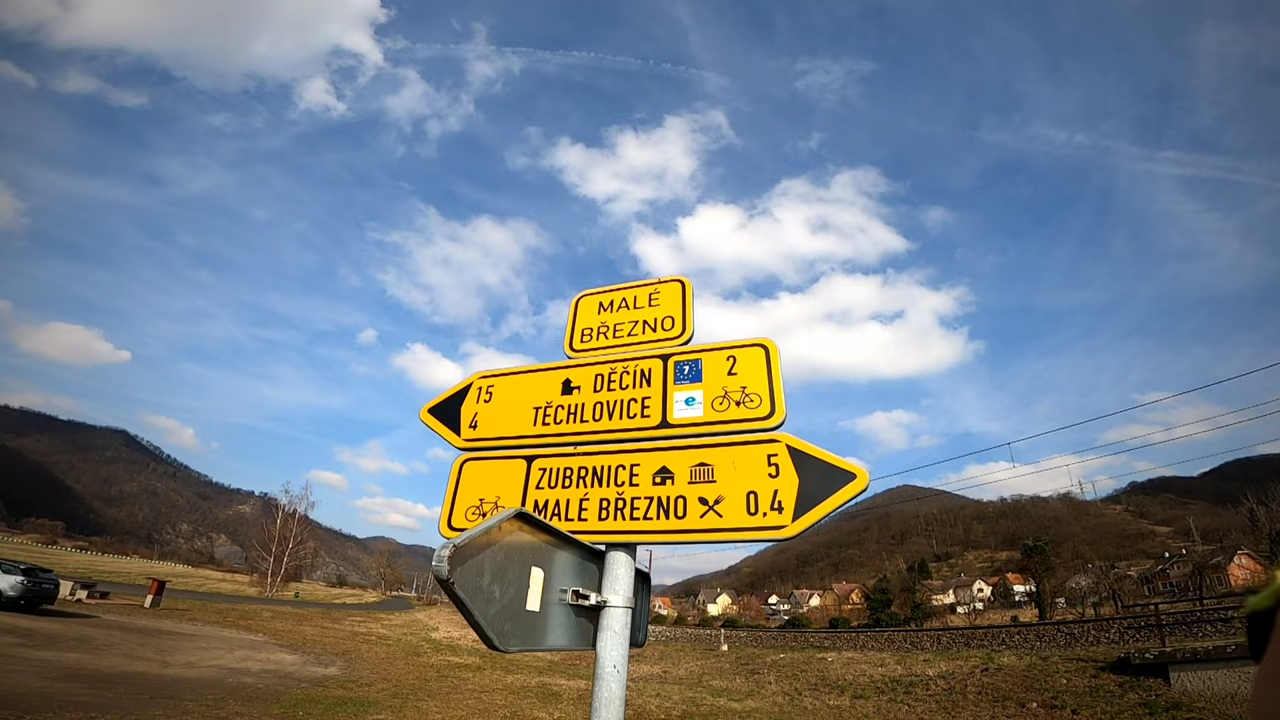 MALÉ
BŘEZNO
15 DĚČÍN 7 2
4 TĚCHLOVICE
ZUBRNICE 5
MALÉ BŘEZNO 0,4